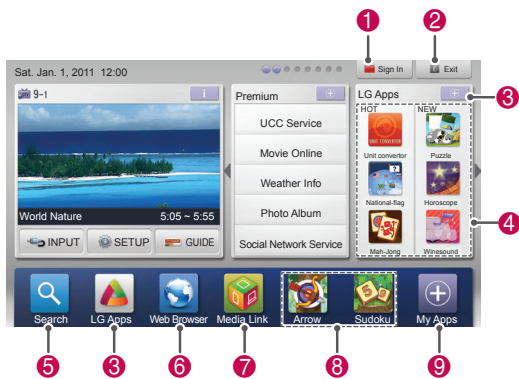 1
2
Sat. Jan. 1, 2011 12:00
Sign In
Exit
9-1
i
Premium
LG Apps
3
HOT
NEW
UCC Service
Movie Online
Weather Info
Photo Album
Social Network Service
UNIT CONVERTOR
Unit convertor
Puzzle
National-flag
Horoscope
4
Mah-Jong
Winesound
World Nature
5:05 ~ 5:55
INPUT
SETUP
GUIDE
Search
LG Apps
Web Browser
Media Link
Arrow
Sudoku
My Apps
5
3
6
7
8
9